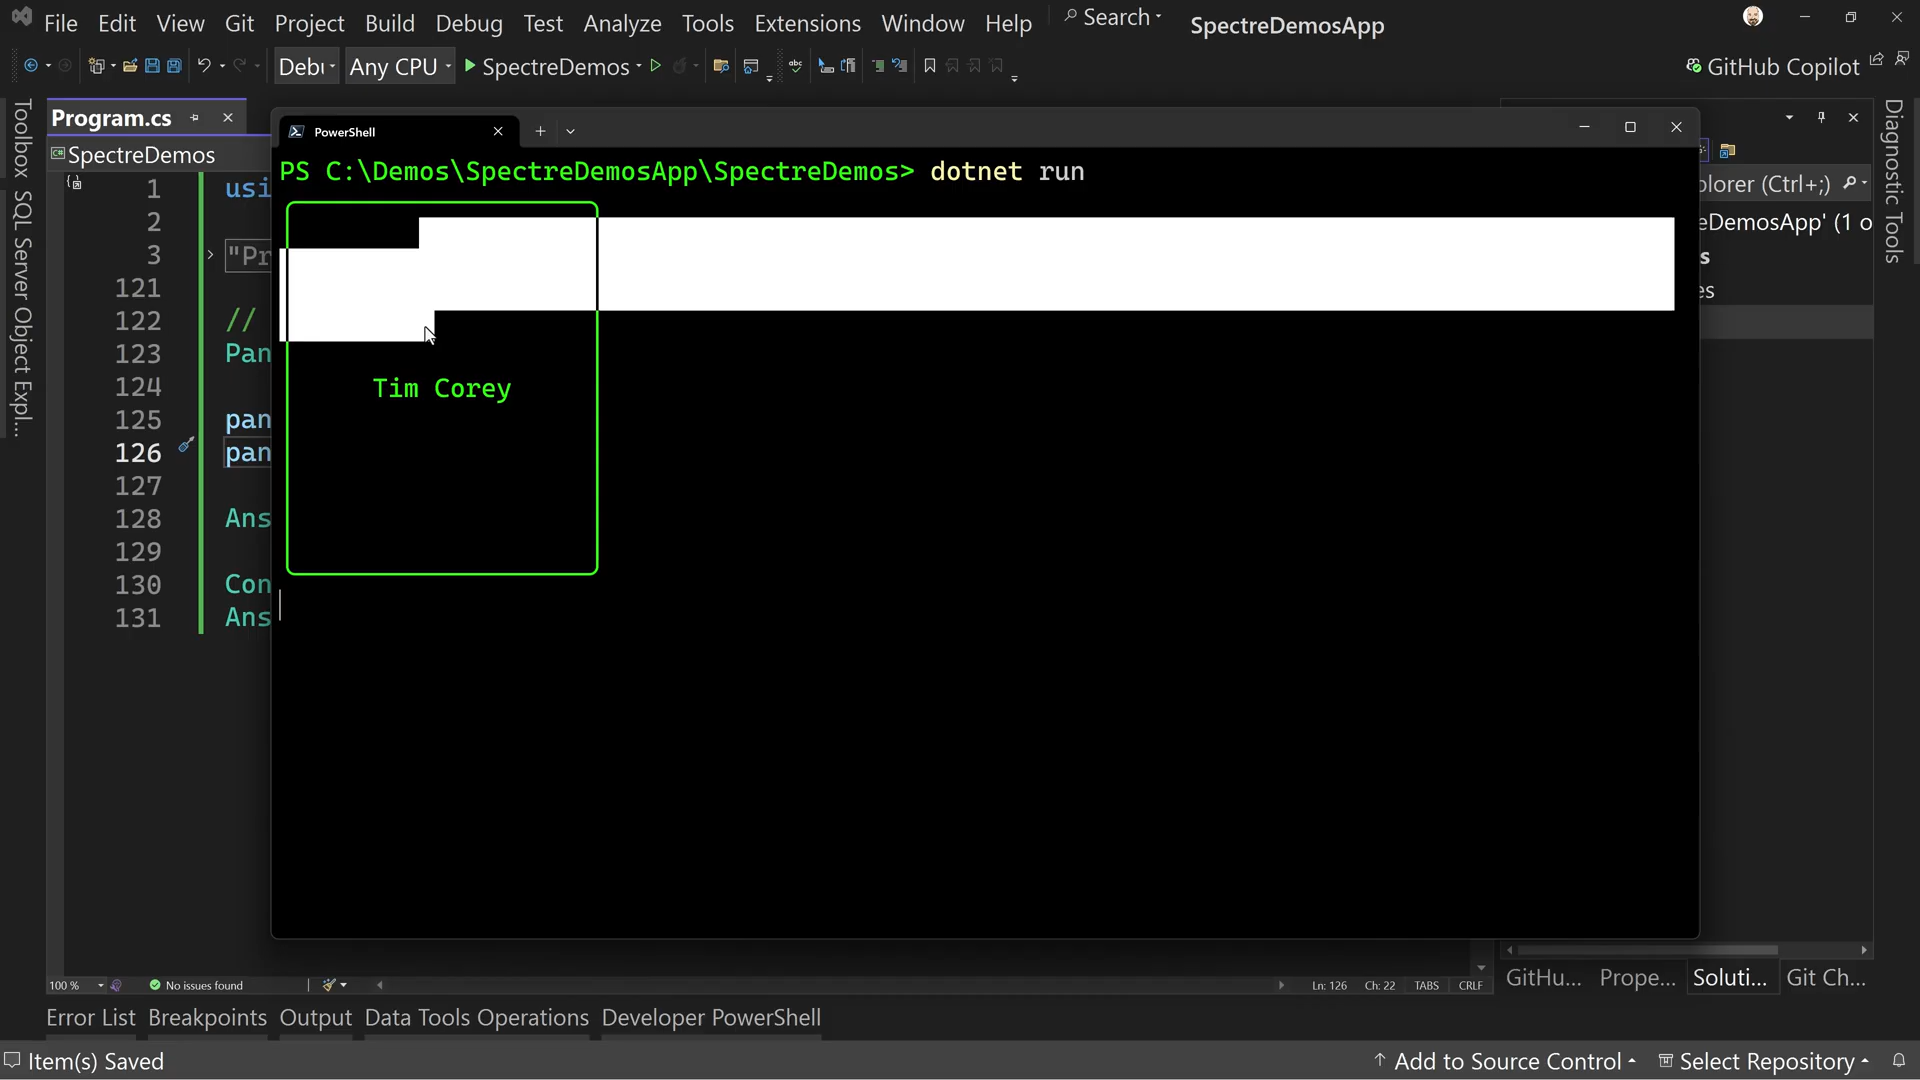 File Edit View Git Project Build Debug Test Analyze Tools Extensions Window Help Search SpectreDemosApp
Any CPU SpectreDemos GitHub Copilot
Program.cs
SpectreDemos
PowerShell
PS C:\Demos\SpectreDemosApp\SpectreDemos> dotnet run
Tim Corey
1 usi
2
3 "Pr
121
122 //
123 Pan
124
125 pan
126 pan
127
128 Ans
129
130 Con
131 Ans
Toolbox
SQL Server Object Expl...
plorer (Ctrl+;)
eDemosApp' (1 o
s
es
Diagnostic Tools
100 % No issues found Ln: 126 Ch: 22 TABS CRLF
GitHu... Prope... Soluti... Git Ch...
Error List Breakpoints Output Data Tools Operations Developer PowerShell
Item(s) Saved Add to Source Control Select Repository